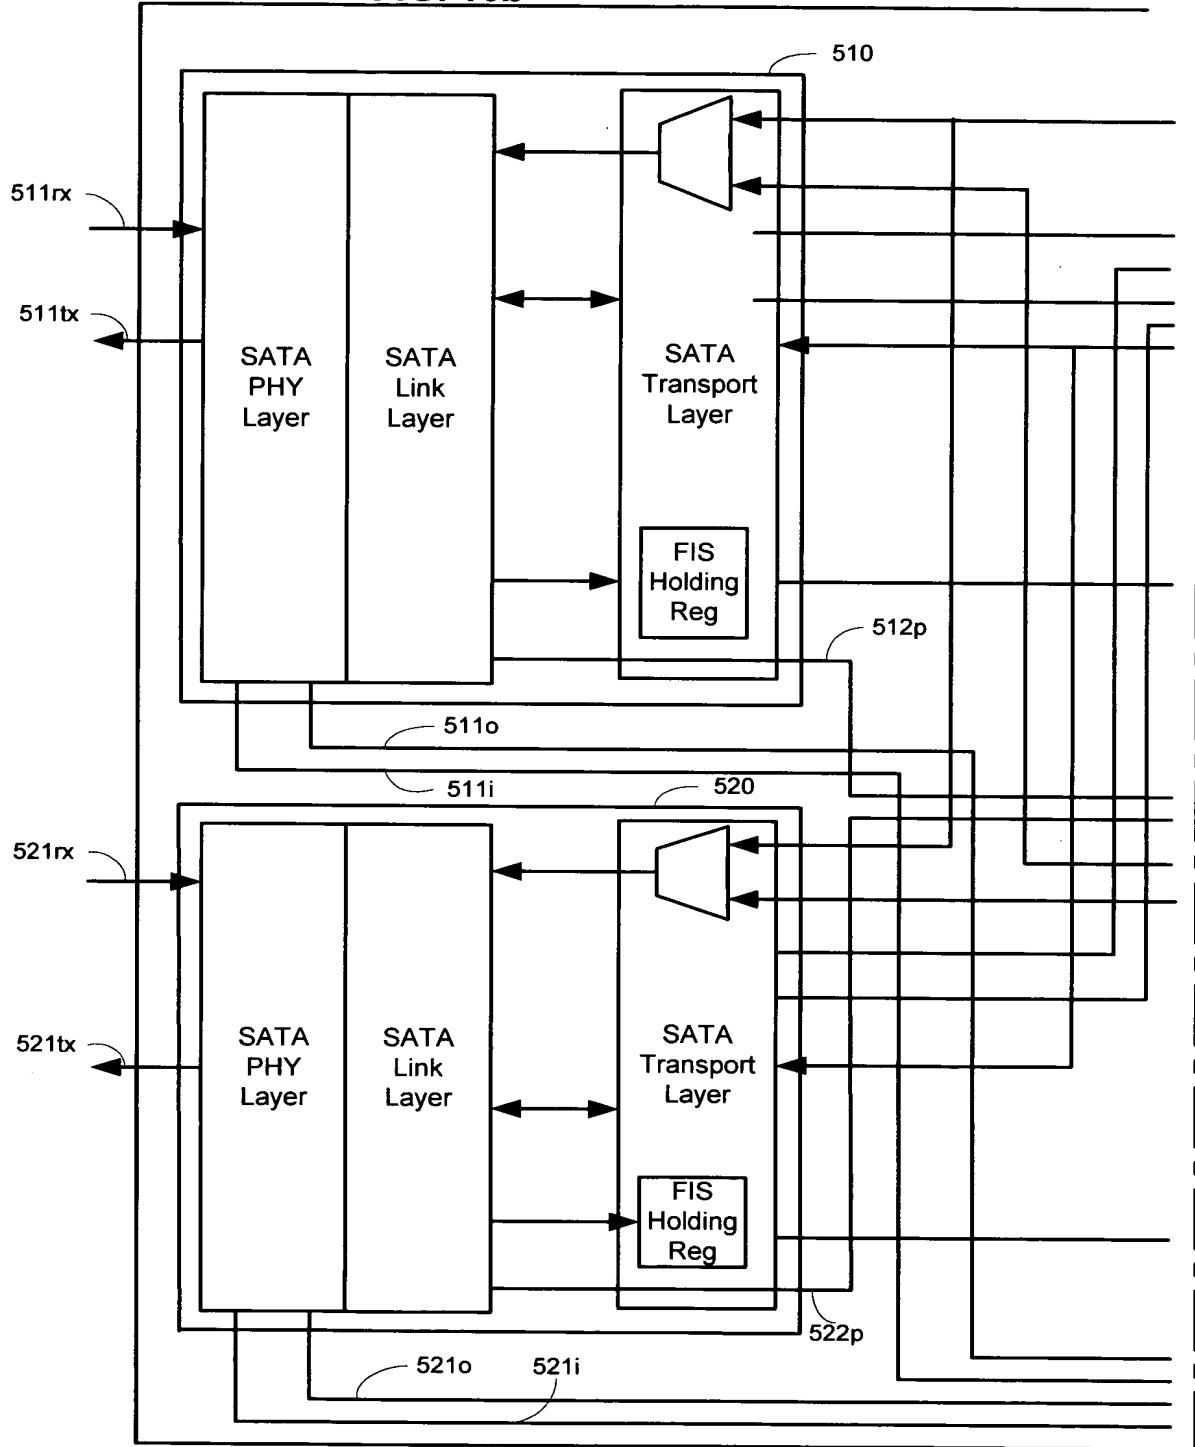 510
511rx
511tx
SATA
PHY
Layer
SATA
Link
Layer
SATA
Transport
Layer
FIS
Holding
Reg
512p
511o
511i
520
521rx
521tx
SATA
PHY
Layer
SATA
Link
Layer
SATA
Transport
Layer
FIS
Holding
Reg
522p
521o
521i